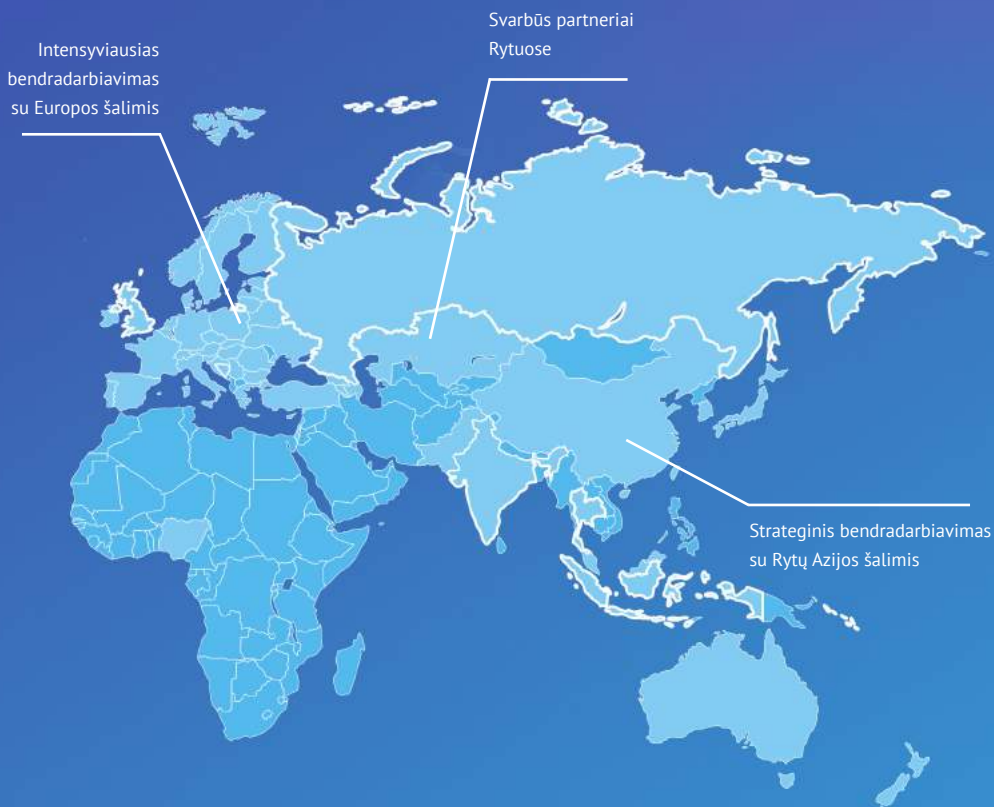 Intensyviausias
bendradarbiavimas
su Europos šalimis
Svarbūs partneriai
Rytuose
Strateginis bendradarbiavimas
su Rytų Azijos šalimis